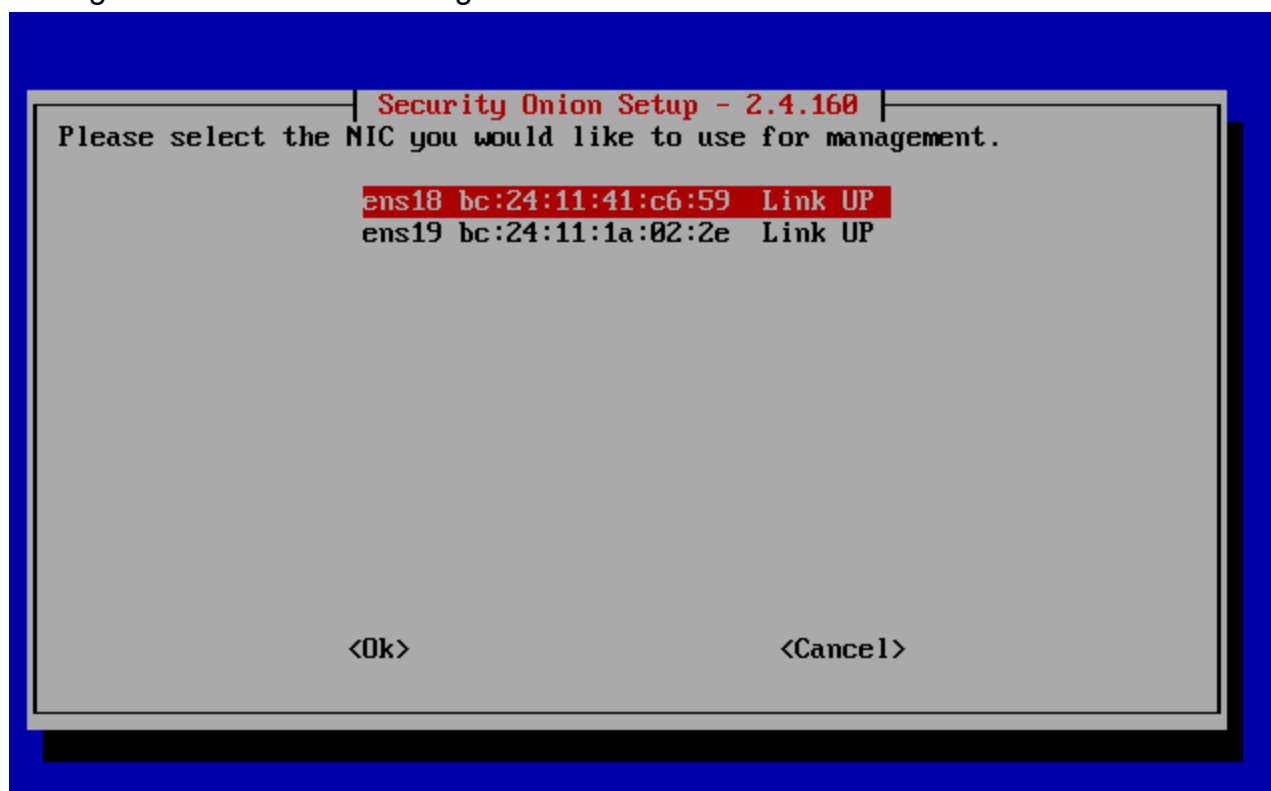 Security Onion Setup - 2.4.160
Please select the NIC you would like to use for management.
ens18 bc:24:11:41:c6:59 Link UP
ens19 bc:24:11:1a:02:2e Link UP
<Ok> <Cancel>